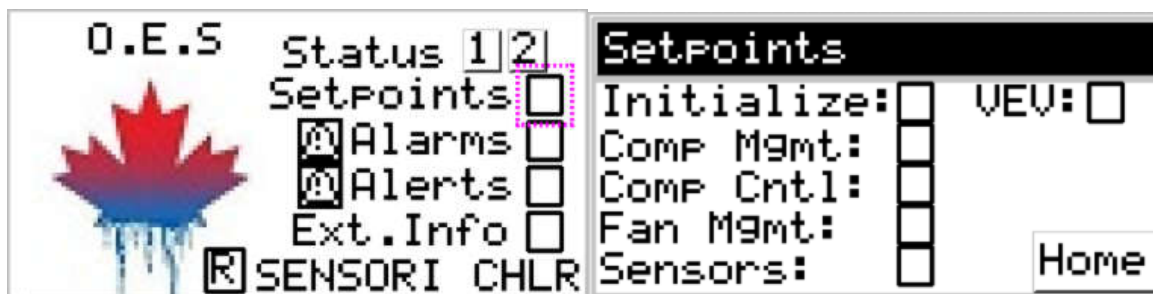 O.E.S
Status 1 2
Setpoints
Alarms
Alerts
Ext.Info
R SENSORI CHLR
Setpoints
Initialize: VEV:
Comp Mgmt:
Comp Cntl:
Fan Mgmt:
Sensors:
Home